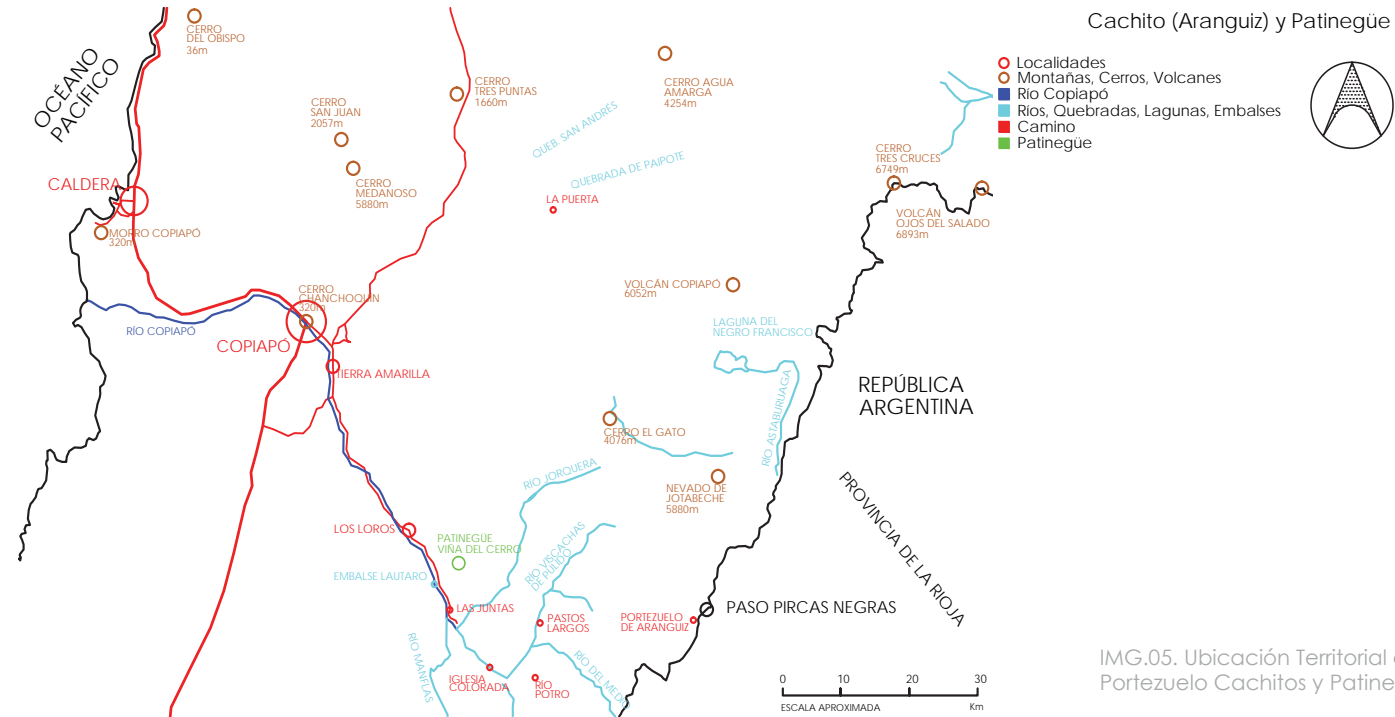 Cachito (Aranguiz) y Patinegüe
Localidades
Montañas, Cerros, Volcanes
Río Copiapó
Ríos, Quebradas, Lagunas, Embalses
Camino
Patinegüe
OCÉANO
PACÍFICO
CERRO
DEL OBISPO
36m
CERRO
TRES PUNTAS
1660m
CERRO AGUA
AMARGA
4254m
CERRO
SAN JUAN
2057m
QUEB. SAN ANDRÉS
QUEBRADA DE PAIPOTE
CERRO
TRES CRUCES
6749m
CALDERA
CERRO
MEDANOSO
5880m
LA PUERTA
VOLCÁN
OJOS DEL SALADO
6893m
MORRO COPIAPÓ
320m
CERRO
CHANCHOQUÍN
320m
VOLCÁN COPIAPÓ
6052m
RÍO COPIAPÓ
LAGUNA DEL
NEGRO FRANCISCO
COPIAPÓ
TIERRA AMARILLA
REPÚBLICA
ARGENTINA
RÍO ASTABURUAGA
CERRO EL GATO
4076m
RÍO JORQUERA
NEVADO DE
JOTABECHE
5880m
PROVINCIA DE LA RIOJA
LOS LOROS
PATINEGÜE
VIÑA DEL CERRO
RÍO VISCACHAS
DE PULIDO
EMBALSE LAUTARO
LAS JUNTAS
PASTOS
LARGOS
PORTEZUELO
DE ARANGUIZ
PASO PIRCAS NEGRAS
RÍO MANFLAS
IGLESIA
COLORADA
RÍO
POTRO
RÍO DEL MEDIO
0 10 20 30
ESCALA APROXIMADA Km
IMG.05. Ubicación Territorial
Portezuelo Cachitos y Patine